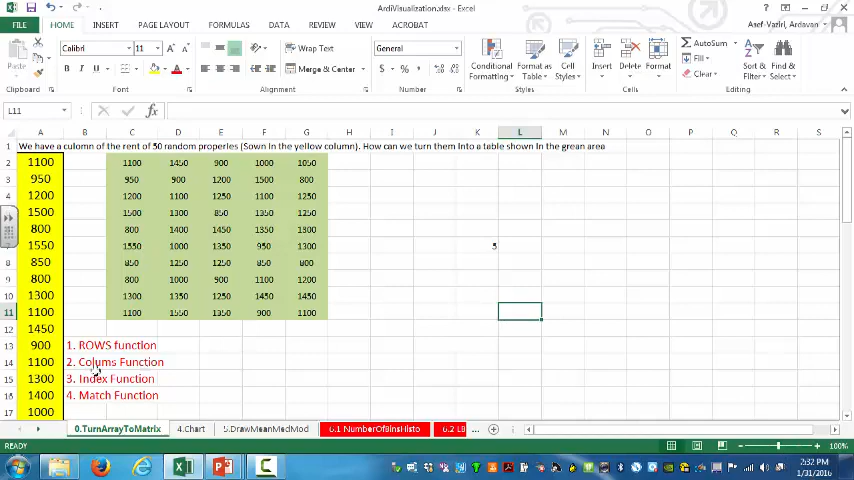 ArdiVisualization.xlsx - Excel
FILE HOME INSERT PAGE LAYOUT FORMULAS DATA REVIEW VIEW ACROBAT Asef-Vaziri, Ardavan
Calibri 11 Wrap Text General AutoSum
Paste Merge & Center Conditional Formatting Format as Table Cell Styles Insert Delete Format Fill Clear Sort & Filter Find & Select
Clipboard Font Alignment Number Styles Cells Editing
L11
A B C D E F G H I J K L M N O P Q R S
1 We have a culomn of the rent of 50 random properies (Sown In the yellow column). How can we turn them Into a table shown In the grean area
2 1100 1100 1450 900 1000 1050
3 950 950 900 1200 1500 800
4 1200 1200 1100 1250 1100 1250
5 1500 1500 1300 850 1350 1250
6 800 800 1400 1450 1350 1300
1550 1550 1000 1350 950 1300 5
8 850 850 1250 1250 850 800
9 800 800 1000 900 1100 1200
10 1300 1300 1350 1250 1450 1450
11 1100 1100 1550 1350 900 1100
12 1450
13 900 1. ROWS function
14 1100 2. Colums Function
15 1300 3. Index Function
16 1400 4. Match Function
17 1000
0.TurnArrayToMatrix 4.Chart 5.DrawMeanMedMod 6.1 NumberOfBinsHisto 6.2 LB ...
READY 100%
2:32 PM
1/31/2016